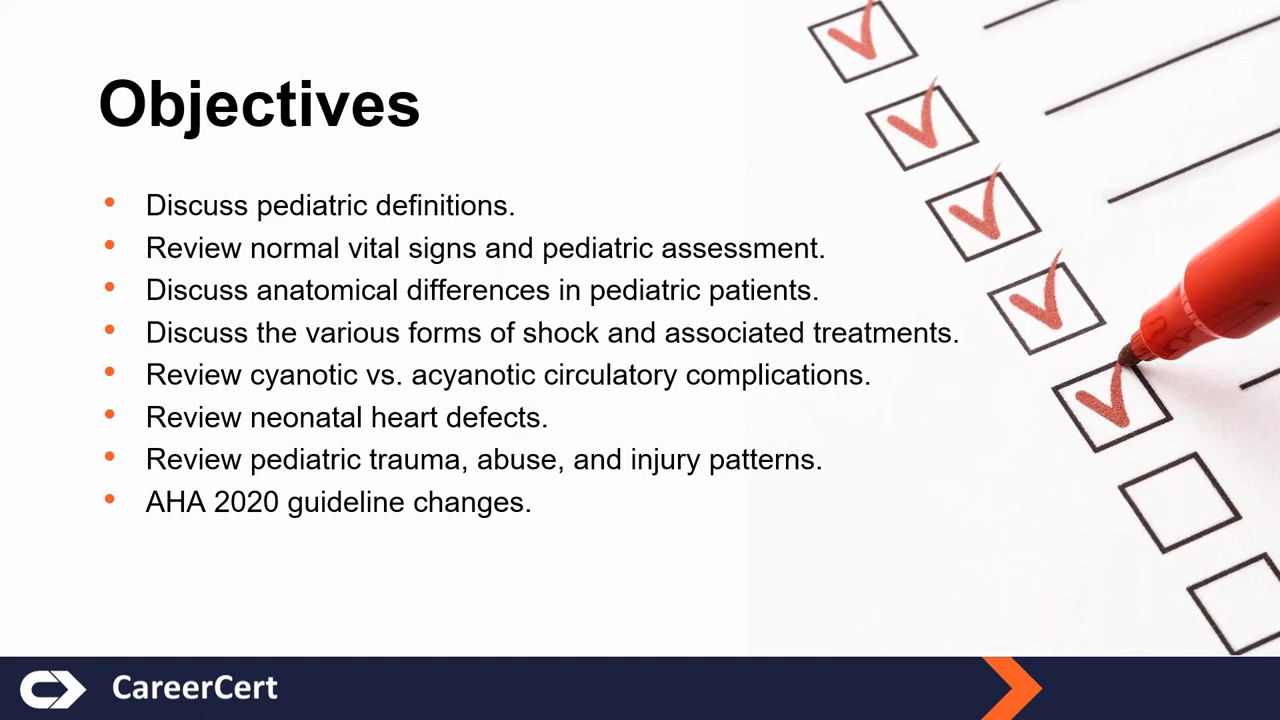 Objectives
• Discuss pediatric definitions.
• Review normal vital signs and pediatric assessment.
• Discuss anatomical differences in pediatric patients.
• Discuss the various forms of shock and associated treatments.
• Review cyanotic vs. acyanotic circulatory complications.
• Review neonatal heart defects.
• Review pediatric trauma, abuse, and injury patterns.
• AHA 2020 guideline changes.
CareerCert